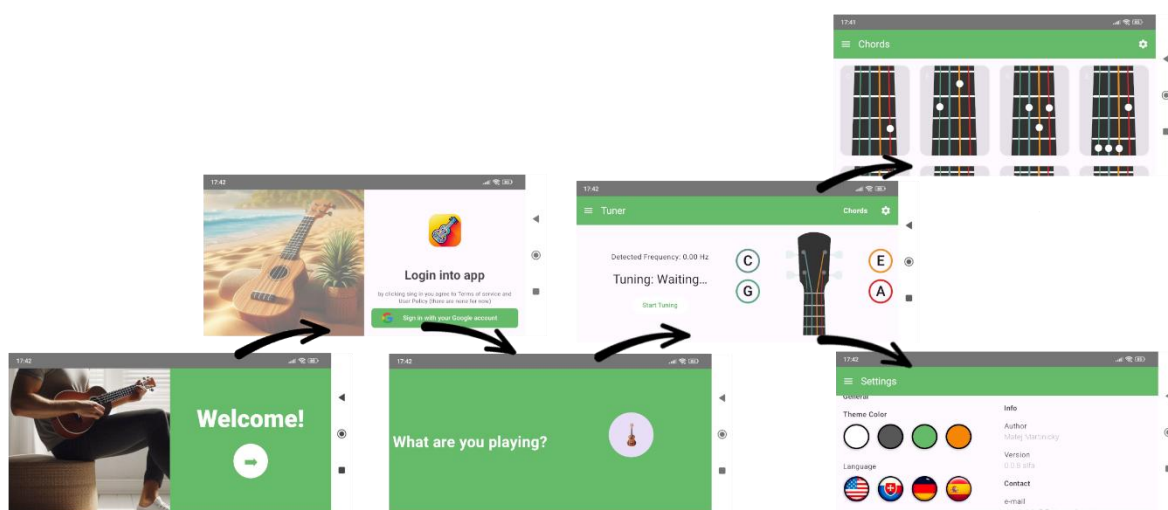 17:41
Chords
17:42
Login into app
by clicking sing in you agree to Terms of service and
User Policy (there are none for now)
Sign in with your Google account
17:42
Tuner
Chords
Detected Frequency: 0.00 Hz
Tuning: Waiting...
Start Tuning
C
G
E
A
17:42
Welcome!
17:42
What are you playing?
17:42
Settings
General
Theme Color
Language
Info
Author
Matej Martinický
Version
Contact
e-mail